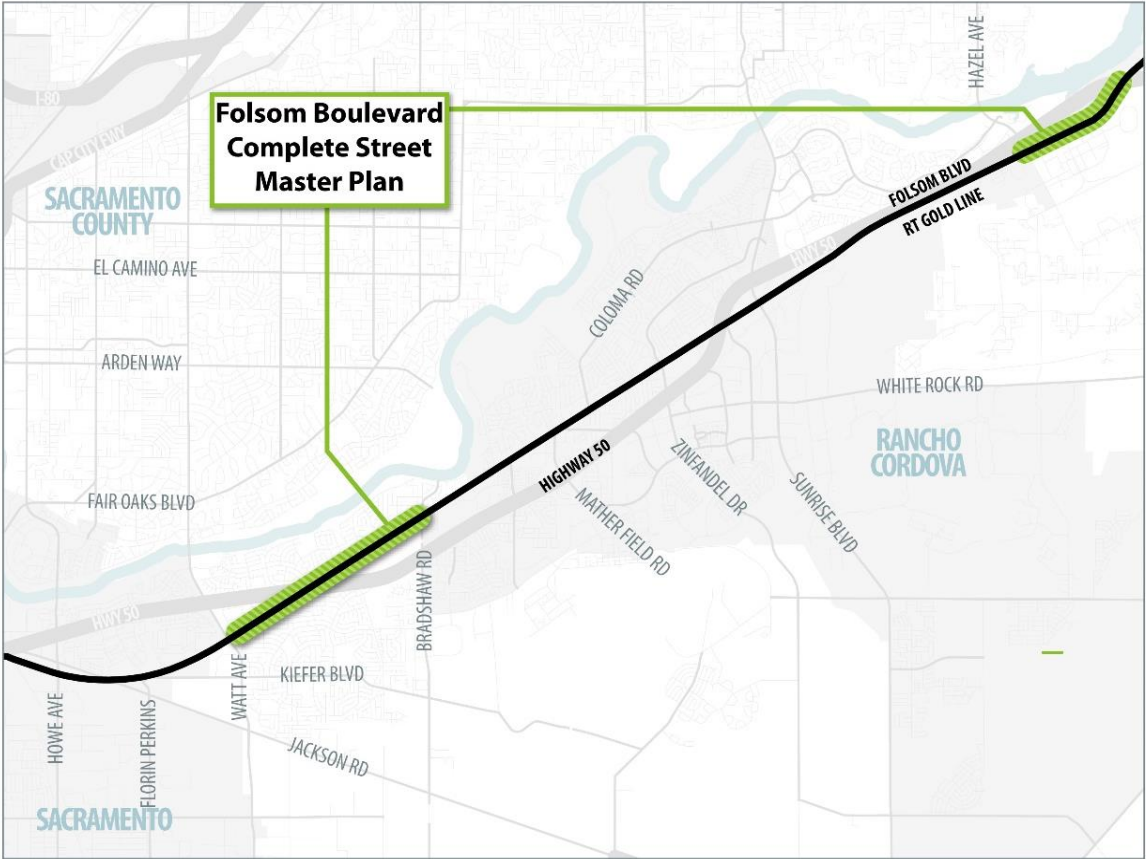 HAZEL AVE
I-80
CAP CITY FWY
Folsom Boulevard
Complete Street
Master Plan
FOLSOM BLVD
RT GOLD LINE
SACRAMENTO
COUNTY
HWY 50
EL CAMINO AVE
COLOMA RD
ARDEN WAY
WHITE ROCK RD
RANCHO
CORDOVA
HIGHWAY 50
ZINFANDEL DR
SUNRISE BLVD
FAIR OAKS BLVD
MATHER FIELD RD
BRADSHAW RD
HWY 50
KIEFER BLVD
WATT AVE
HOWE AVE
FLORIN PERKINS
JACKSON RD
SACRAMENTO